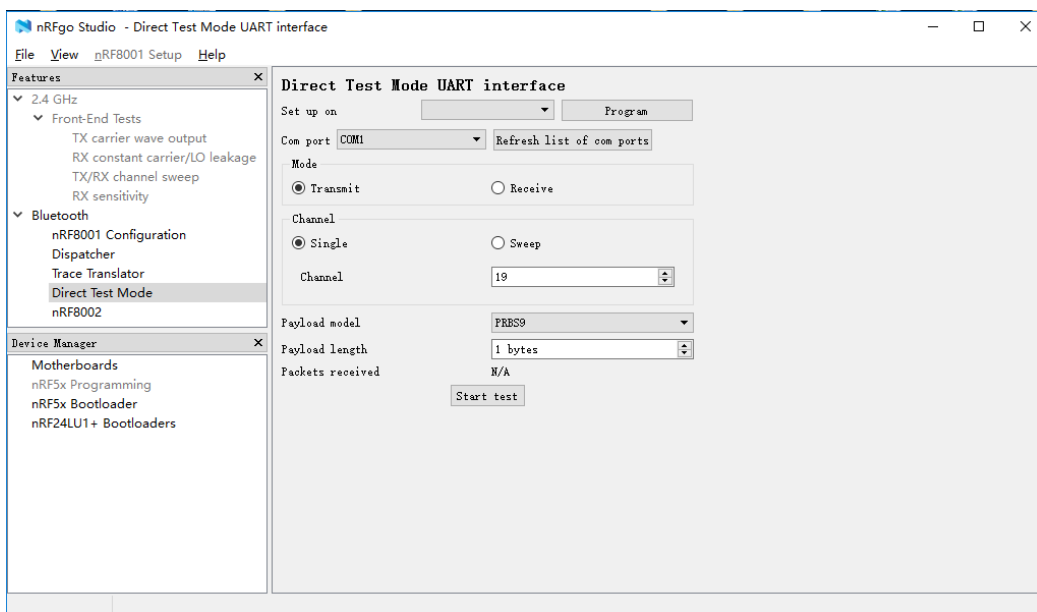 nRFgo Studio - Direct Test Mode UART interface
File View nRF8001 Setup Help
Features
2.4 GHz
Front-End Tests
TX carrier wave output
RX constant carrier/LO leakage
TX/RX channel sweep
RX sensitivity
Bluetooth
nRF8001 Configuration
Dispatcher
Trace Translator
Direct Test Mode
nRF8002
Device Manager
Motherboards
nRF5x Programming
nRF5x Bootloader
nRF24LU1+ Bootloaders
Direct Test Mode UART interface
Set up on Program
Com port COM1 Refresh list of com ports
Mode
Transmit Receive
Channel
Single Sweep
Channel 19
Payload model PRBS9
Payload length 1 bytes
Packets received N/A
Start test